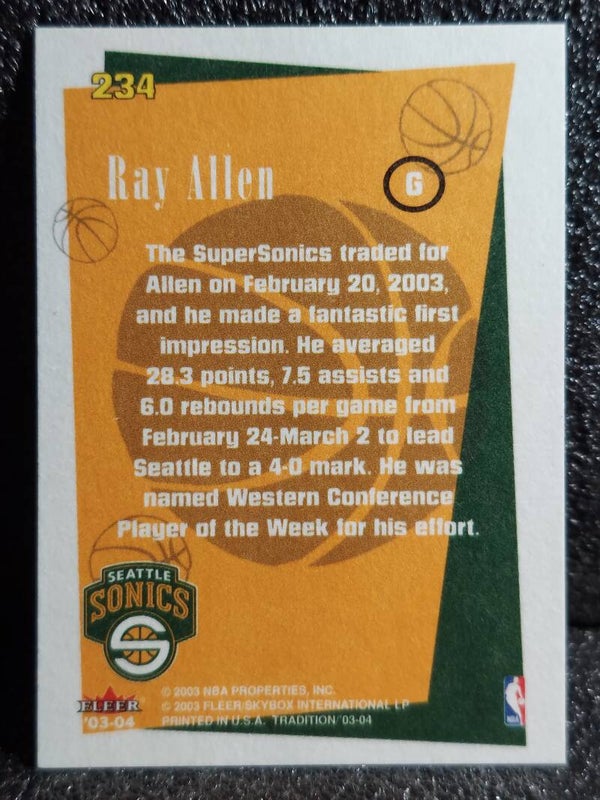 234
Ray Allen
G
The SuperSonics traded for
Allen on February 20, 2003,
and he made a fantastic first
impression. He averaged
28.3 points, 7.5 assists and
6.0 rebounds per game from
February 24-March 2 to lead
Seattle to a 4-0 mark. He was
named Western Conference
Player of the Week for his effort.
SEATTLE
SONICS
S
FLEER
'03-04
© 2003 NBA PROPERTIES, INC.
© 2003 FLEER/SKYBOX INTERNATIONAL LP
PRINTED IN U.S.A. TRADITION/'03-04
NBA